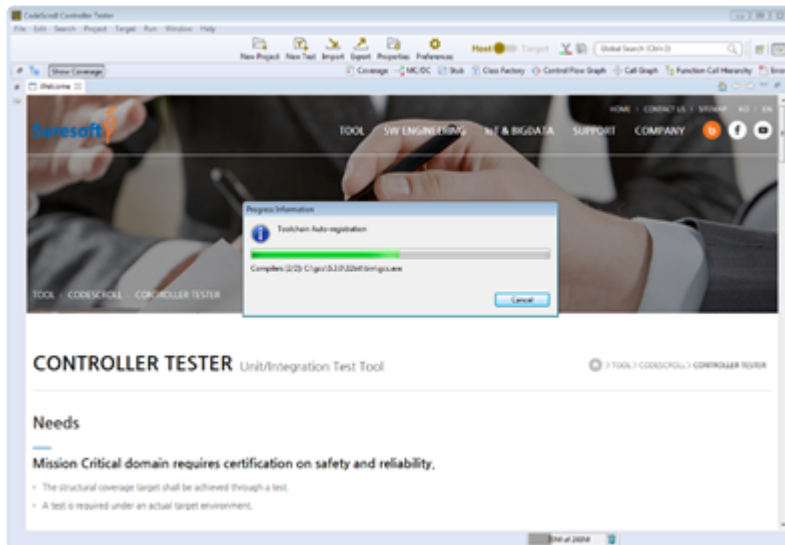 CodeScroll Controller Tester
File Edit Search Project Target Run Window Help
New Project New Test Import Export Properties Preferences Host Target Global Search (Ctrl+3)
Show Coverage Coverage MC/DC Stub Class Factory Control Flow Graph Call Graph Function Call Hierarchy Error
Welcome
HOME CONTACT US SITEMAP KO EN
Suresoft
TOOL SW ENGINEERING IoT & BIGDATA SUPPORT COMPANY
Progress Information
Toolchain Auto-registration
Cancel
TOOL CODESCROLL CONTROLLER TESTER
CONTROLLER TESTER Unit/Integration Test Tool
> TOOL > CODESCROLL > CONTROLLER TESTER
Needs
Mission Critical domain requires certification on safety and reliability.
The structural coverage target shall be achieved through a test.
A test is required under an actual target environment.